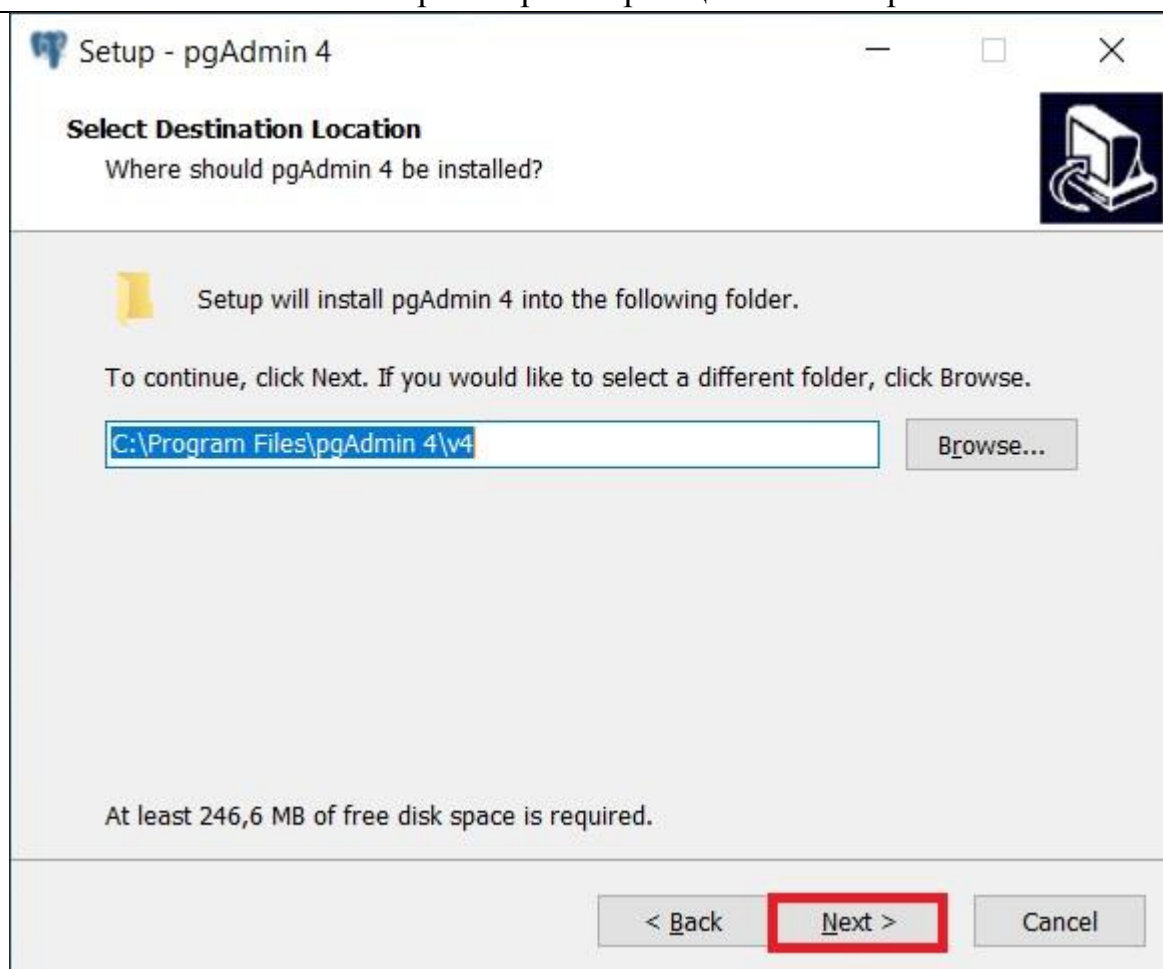 Setup - pgAdmin 4
Select Destination Location
Where should pgAdmin 4 be installed?
Setup will install pgAdmin 4 into the following folder.
To continue, click Next. If you would like to select a different folder, click Browse.
C:\Program Files\pgAdmin 4\v4
Browse...
At least 246,6 MB of free disk space is required.
< Back
Next >
Cancel